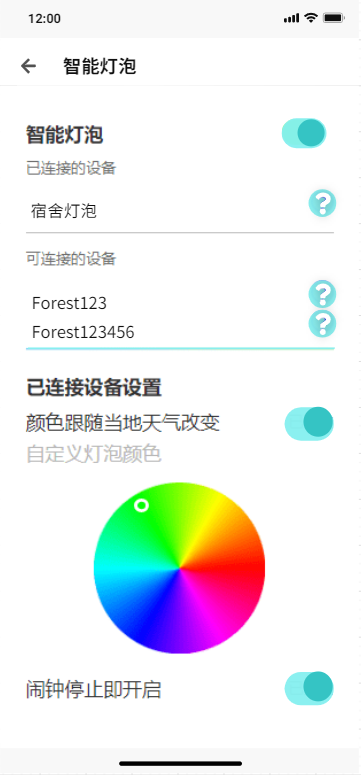 12:00
智能灯泡
智能灯泡
已连接的设备
宿舍灯泡
?
可连接的设备
Forest123
?
Forest123456
?
已连接设备设置
颜色跟随当地天气改变
自定义灯泡颜色
闹钟停止即开启